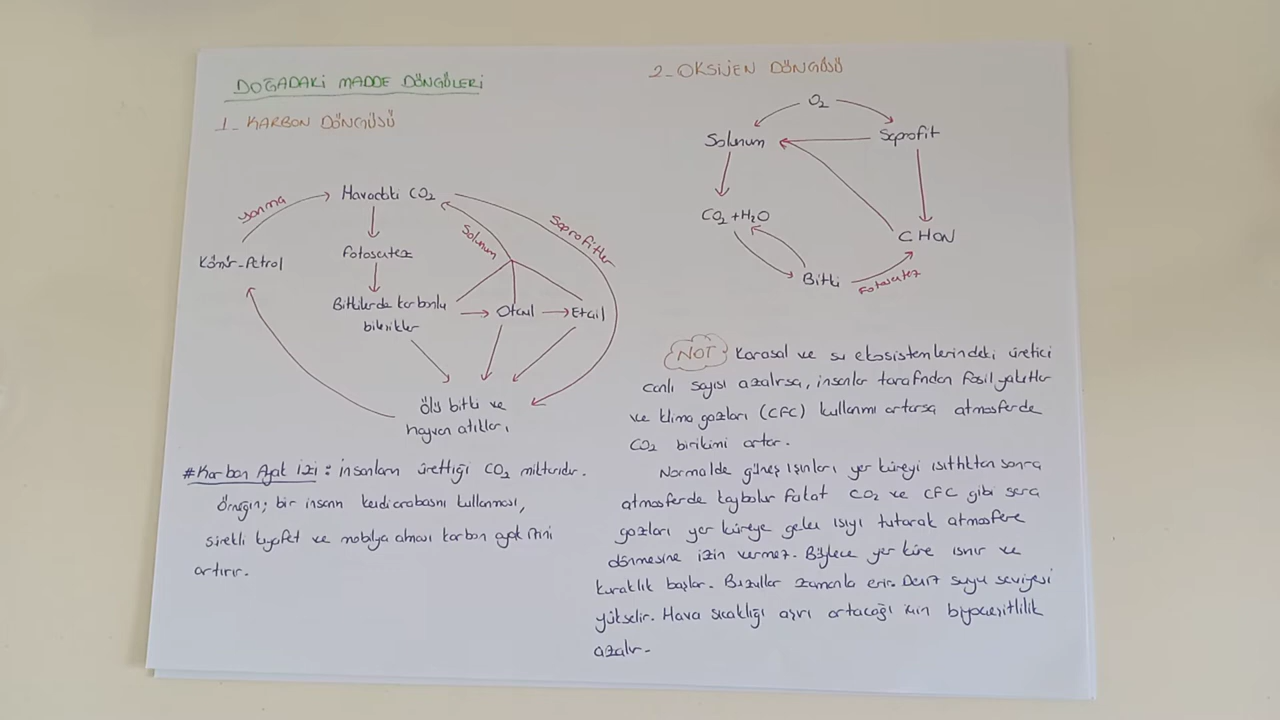 DOĞADAKİ MADDE DÖNGÜLERİ
1_ KARBON DÖNGÜSÜ
Havadaki CO₂
Yanma
Solunum
Saprofitler
Kömür-Petrol
Fotosentez
Bitkilerde karbonlu
bileşikler
Otçul
Etçil
Ölü bitki ve
hayvan atıkları
#Karbon Ayak İzi: İnsanların ürettiği CO₂ miktarıdır.
Örneğin; bir insanın kendi arabasını kullanması,
sürekli kıyafet ve mobilya alması karbon ayak izini
artırır.
2_ OKSİJEN DÖNGÜSÜ
O₂
Solunum
Saprofit
CO₂ + H₂O
CHON
Bitki
Fotosentez
NOT: Karasal ve su ekosistemlerindeki üretici
canlı sayısı azalırsa, insanlar tarafından fosil yakıtlar
ve klima gazları (CFC) kullanımı artarsa atmosferde
CO₂ birikimi artar.
Normalde güneş ışınları yer küreyi ısıttıktan sonra
atmosferde kaybolur fakat CO₂ ve CFC gibi sera
gazları yer küreye gelen ısıyı tutarak atmosfere
dönmesine izin vermez. Böylece yer küre ısınır ve
kuraklık başlar. Buzullar zamanla erir. Deniz suyu seviyesi
yükselir. Hava sıcaklığı aşırı artacağı için biyoçeşitlilik
azalır.